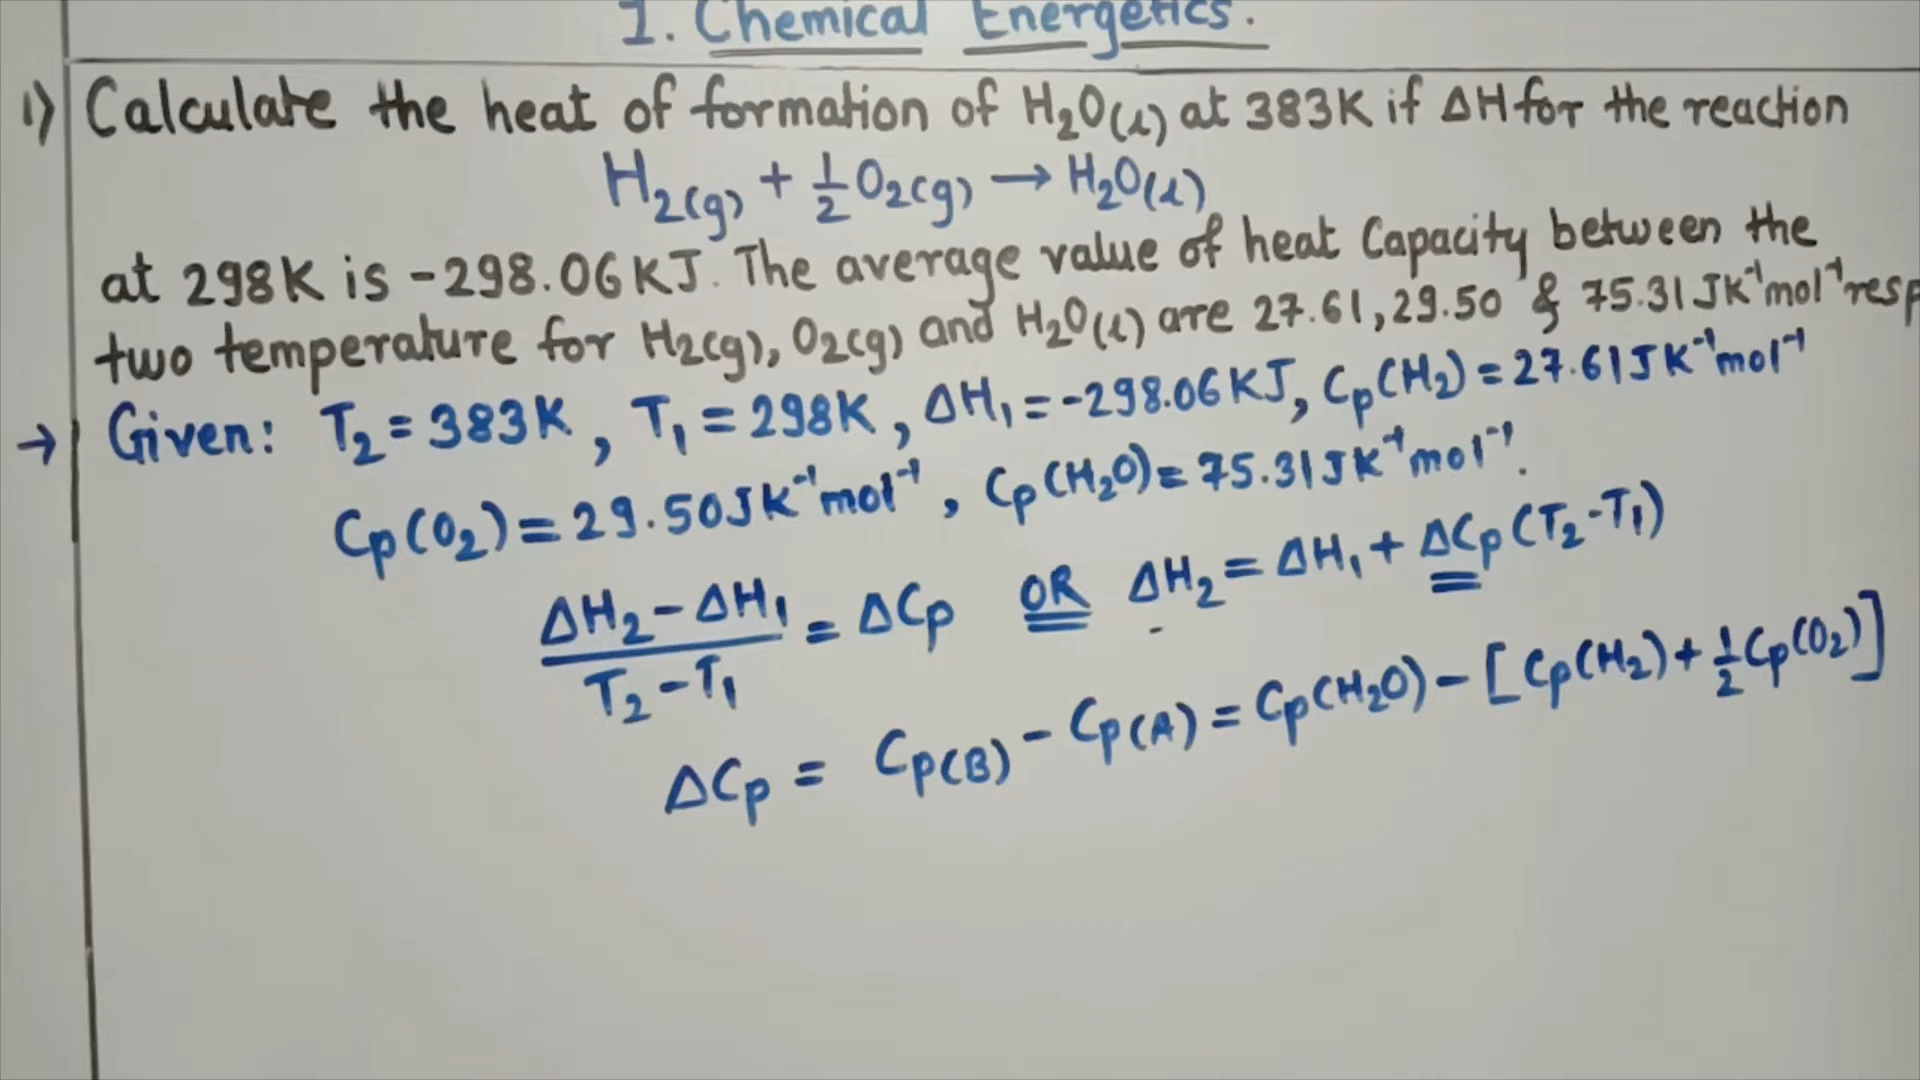 1. Chemical Energetics.
1) Calculate the heat of formation of H₂O(l) at 383K if ΔH for the reaction
H₂(g) + ½O₂(g) → H₂O(l)
at 298K is -298.06KJ. The average value of heat Capacity between the
two temperature for H₂(g), O₂(g) and H₂O(l) are 27.61, 29.50 & 75.31 JK⁻¹mol⁻¹ resp
→ Given: T₂ = 383K, T₁ = 298K, ΔH₁ = -298.06KJ, Cp(H₂) = 27.61JK⁻¹mol⁻¹
Cp(O₂) = 29.50JK⁻¹mol⁻¹, Cp(H₂O) = 75.31JK⁻¹mol⁻¹.
ΔH₂ - ΔH₁ / T₂ - T₁ = ΔCp OR ΔH₂ = ΔH₁ + ΔCp(T₂-T₁)
ΔCp = Cp(B) - Cp(A) = Cp(H₂O) - [Cp(H₂) + ½Cp(O₂)]